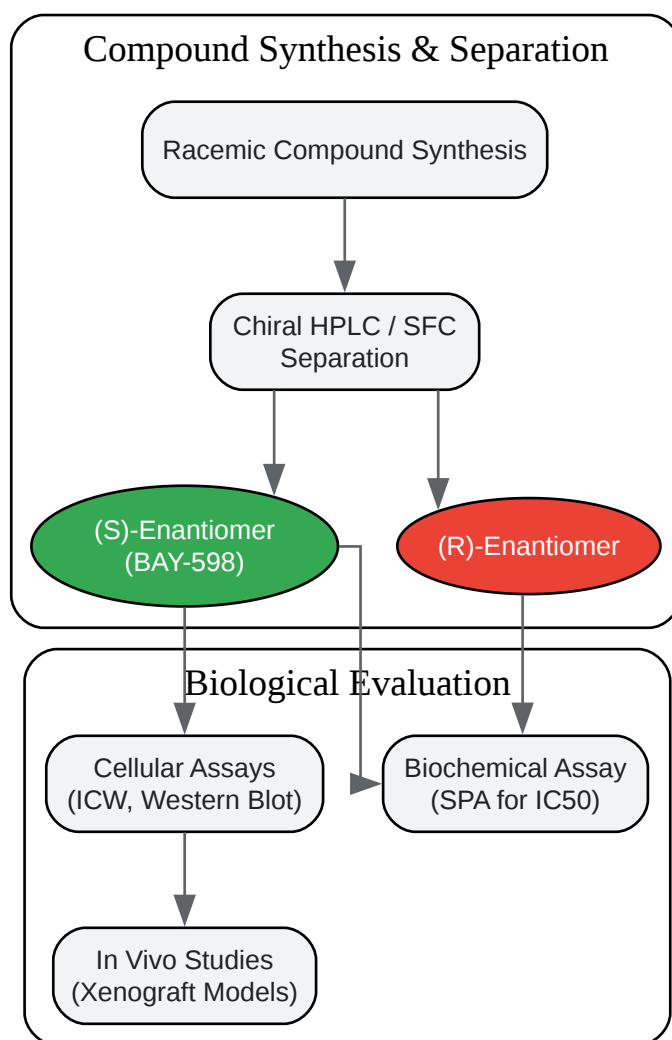 Compound Synthesis & Separation
Racemic Compound Synthesis
Chiral HPLC / SFC
Separation
(S)-Enantiomer
(BAY-598)
(R)-Enantiomer
Biological Evaluation
Cellular Assays
(ICW, Western Blot)
Biochemical Assay
(SPA for IC50)
In Vivo Studies
(Xenograft Models)